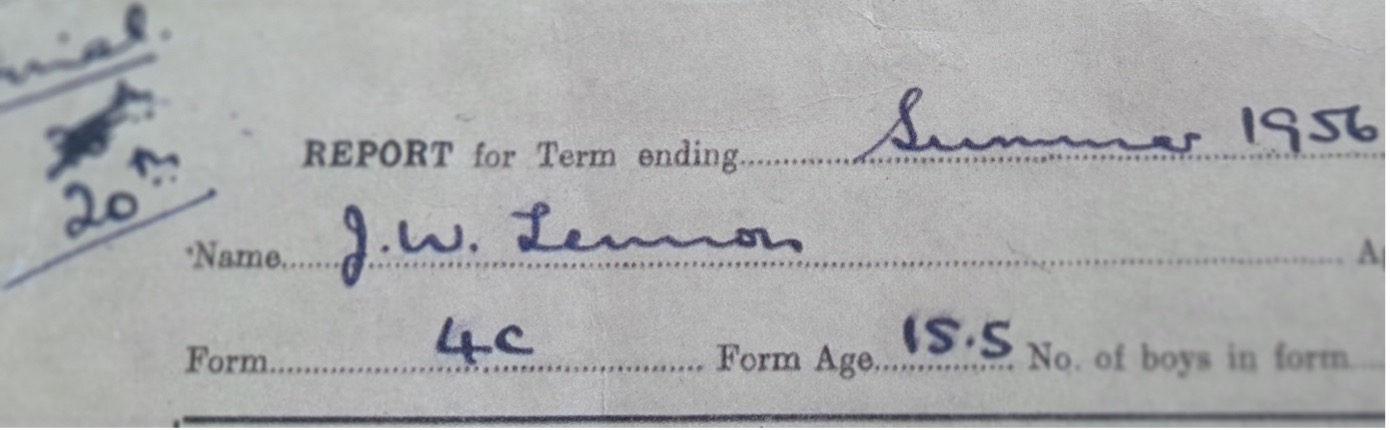 REPORT for Term ending Summer 1956
20th
Name J.W. Lennon
Form 4C Form Age 15.5 No. of boys in form